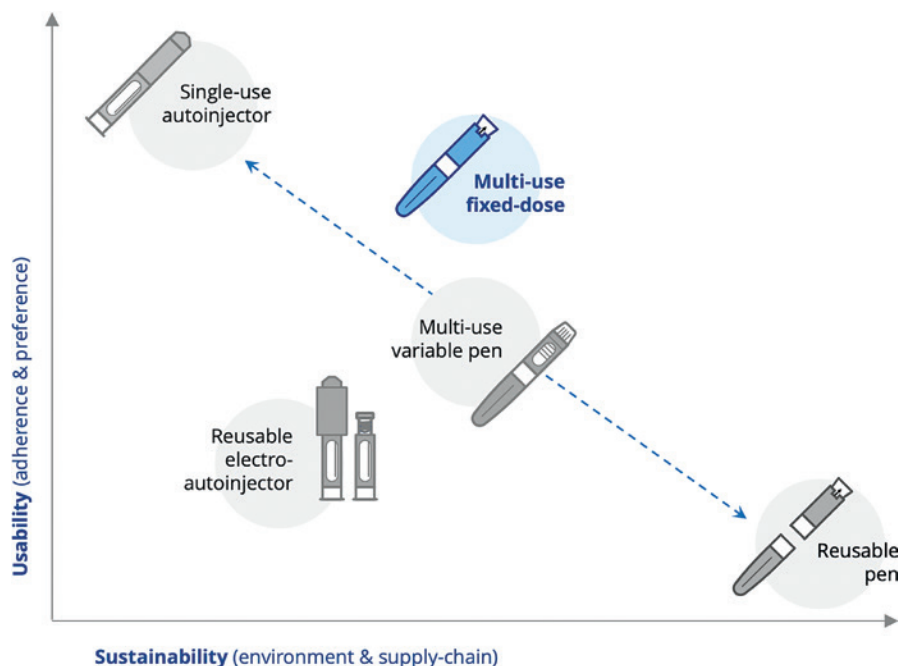 Single-use
autoinjector
Multi-use
fixed-dose
Multi-use
variable pen
Reusable
electro-
autoinjector
Reusable
pen
Usability (adherence & preference)
Sustainability (environment & supply-chain)